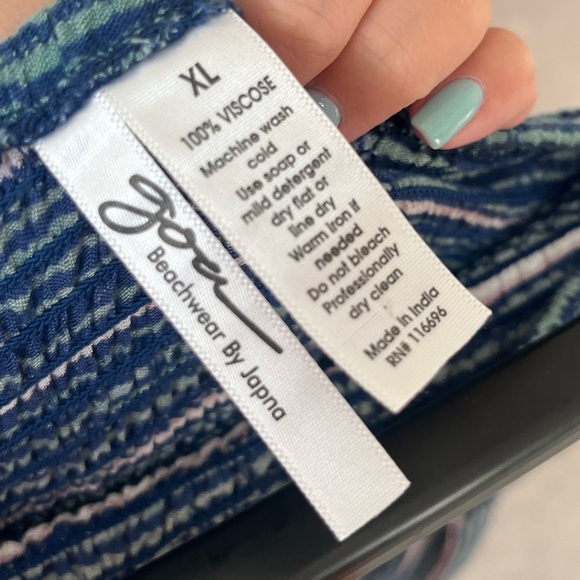 XL
100% VISCOSE
Machine wash
cold
Use soap or
mild detergent
dry flat or
line dry
Warm iron if
needed
Do not bleach
Professionally
dry clean
Made in India
RN# 116696
goa
Beachwear By Japna